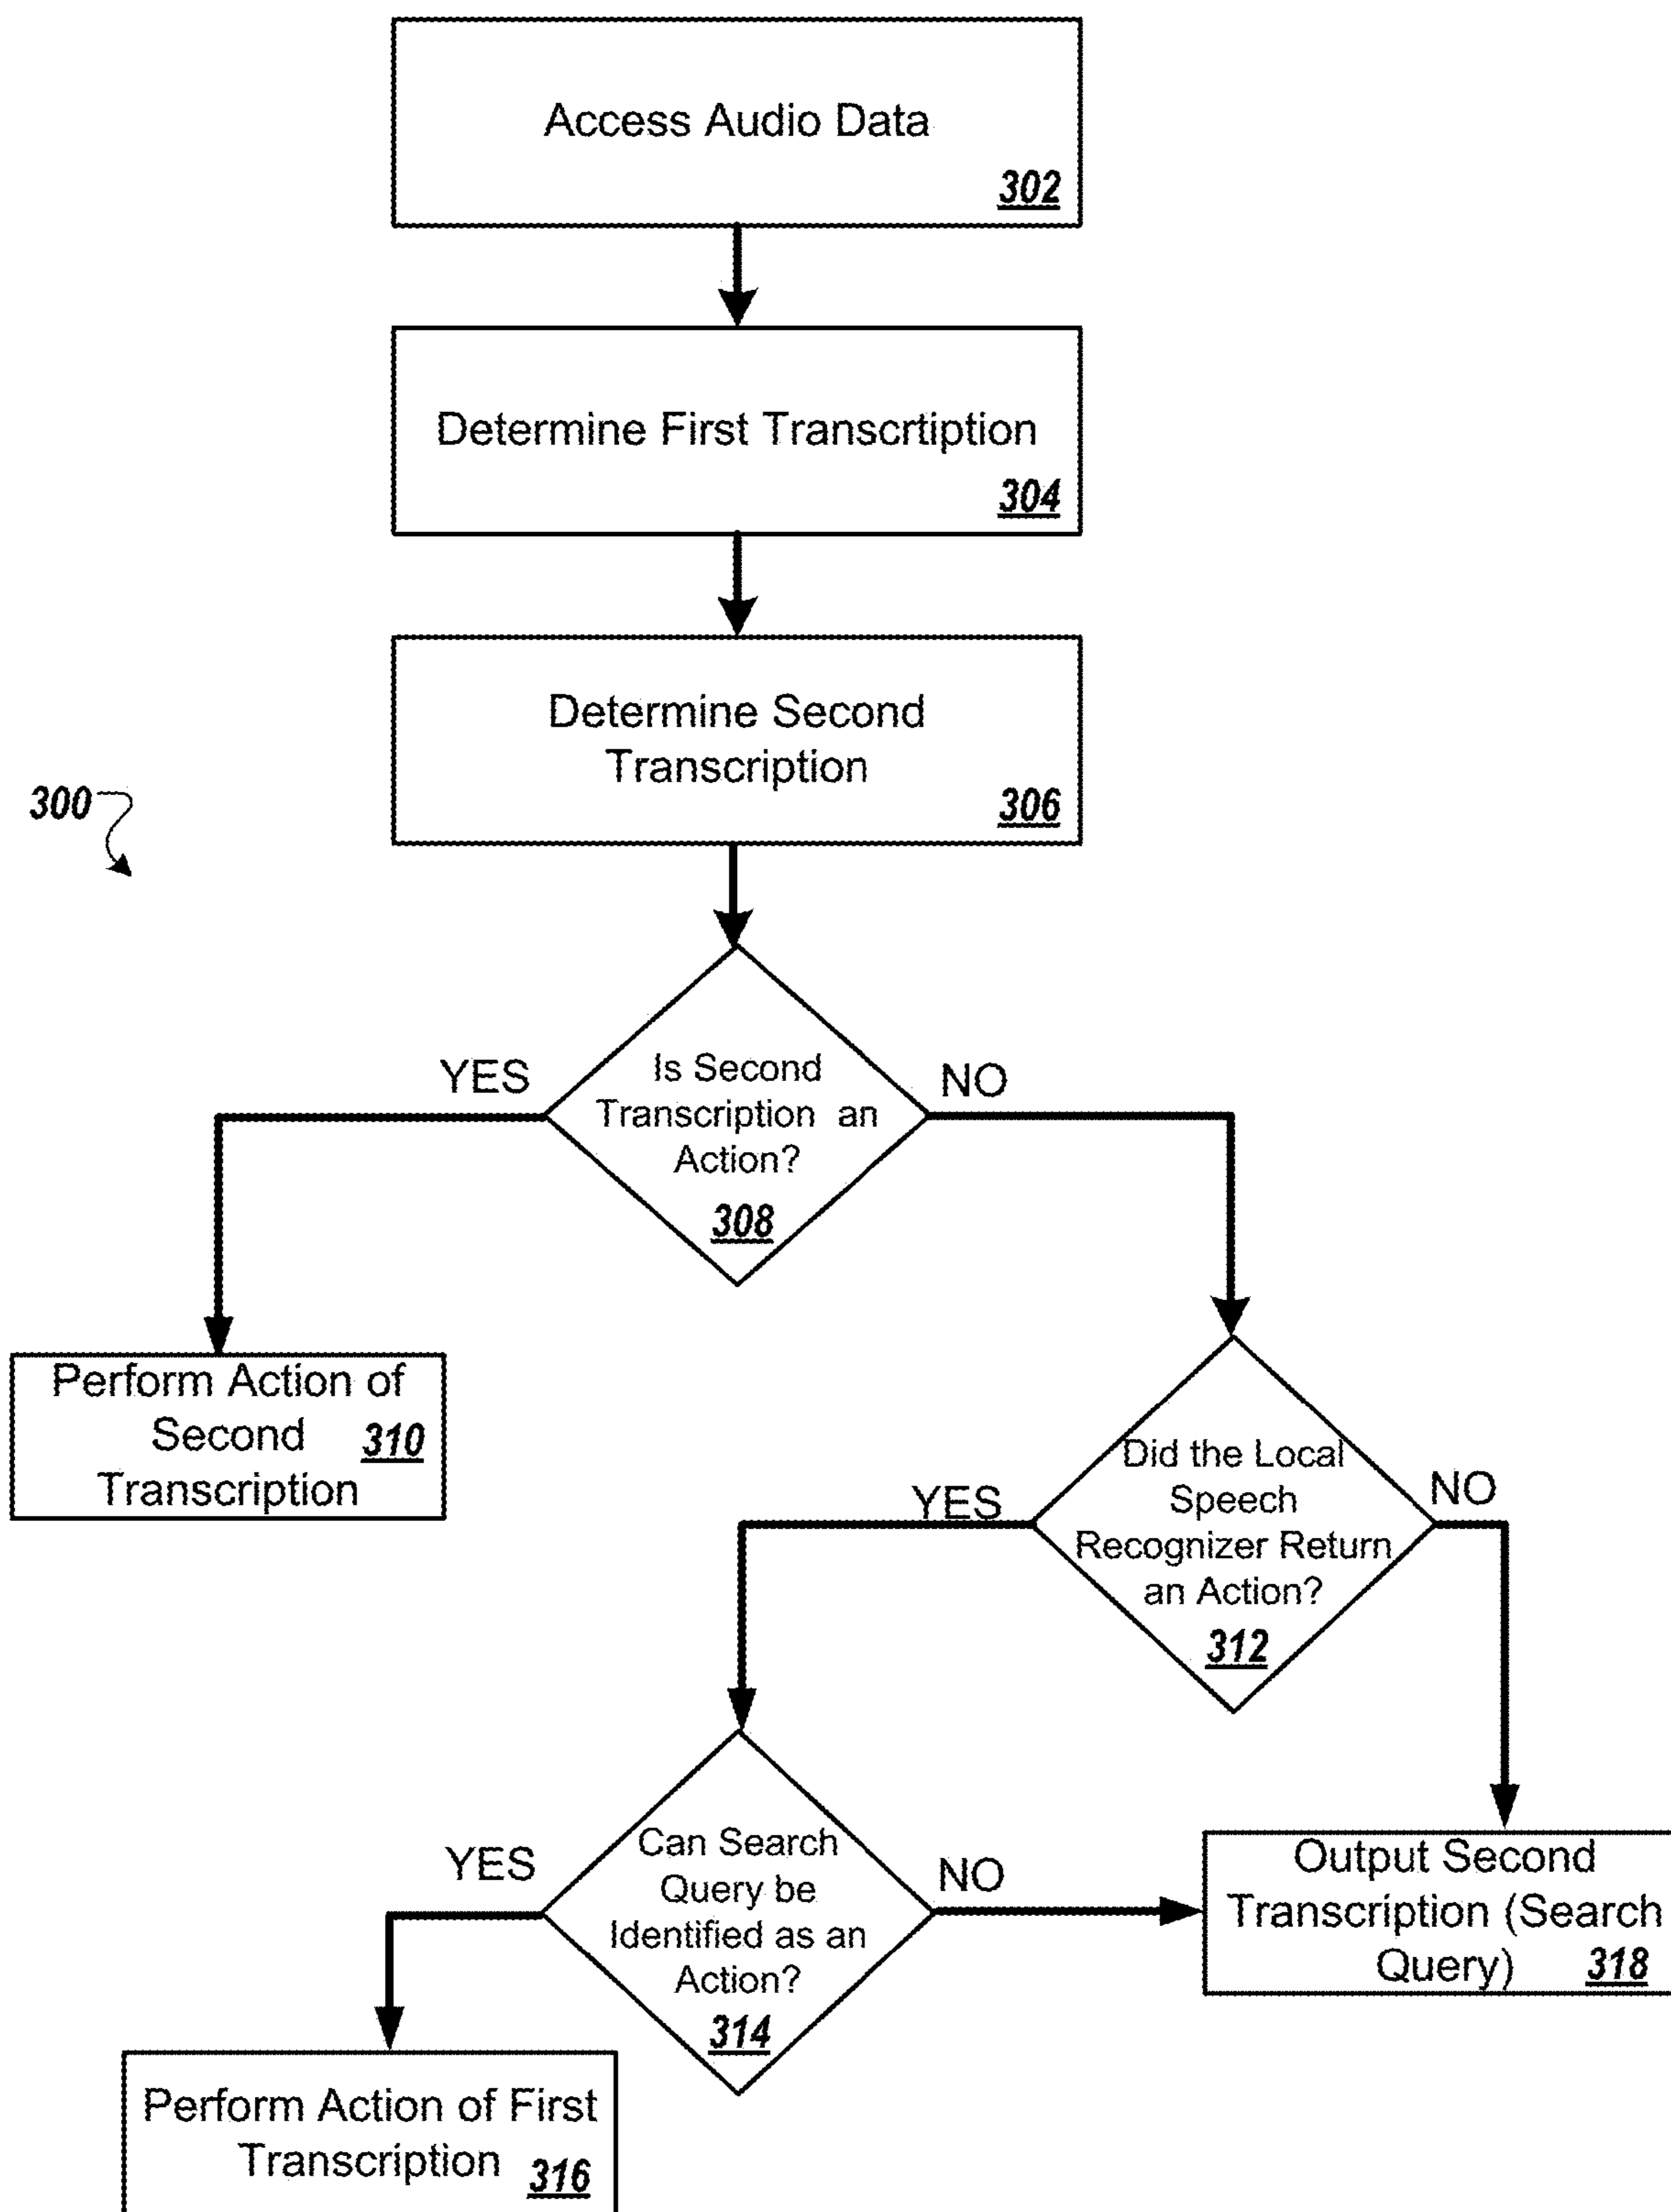 Access Audio Data
302
Determine First Transcrtiption
304
Determine Second
Transcription
306
300
Is Second
Transcription an
Action?
308
YES
NO
Perform Action of
Second 310
Transcription
Did the Local
Speech
Recognizer Return
an Action?
312
YES
NO
Can Search
Query be
Identified as an
Action?
314
YES
NO
Output Second
Transcription (Search
Query) 318
Perform Action of First
Transcription 316